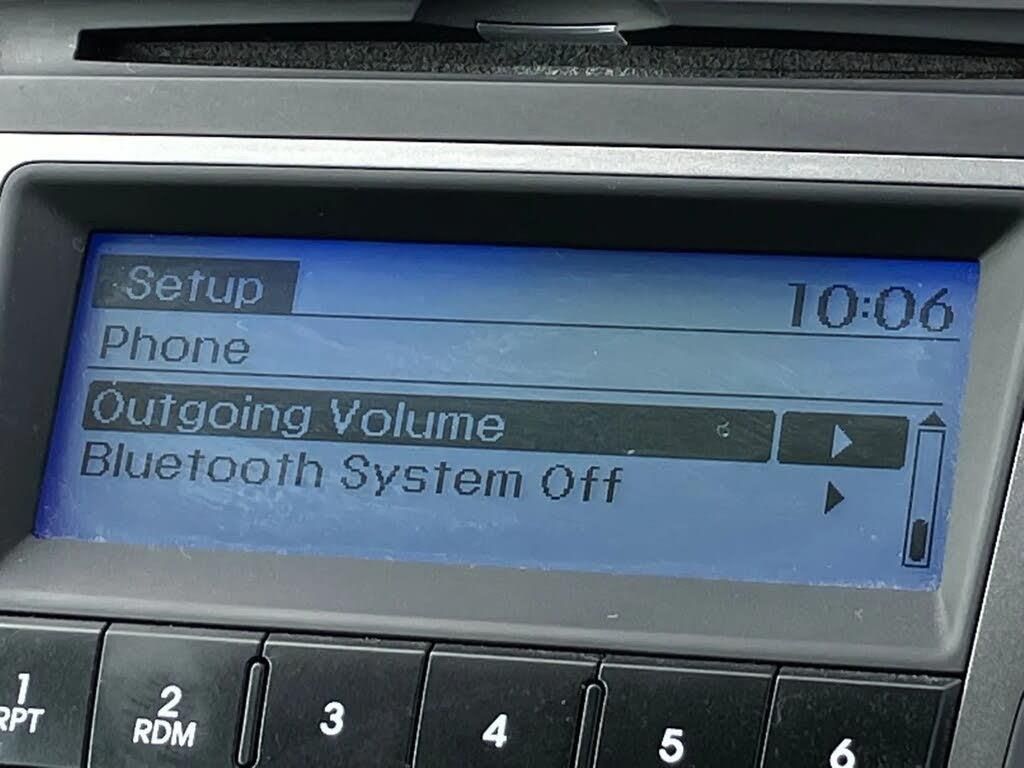 Setup
10:06
Phone
Outgoing Volume
Bluetooth System Off
1 2 3 4 5 6
RPT RDM